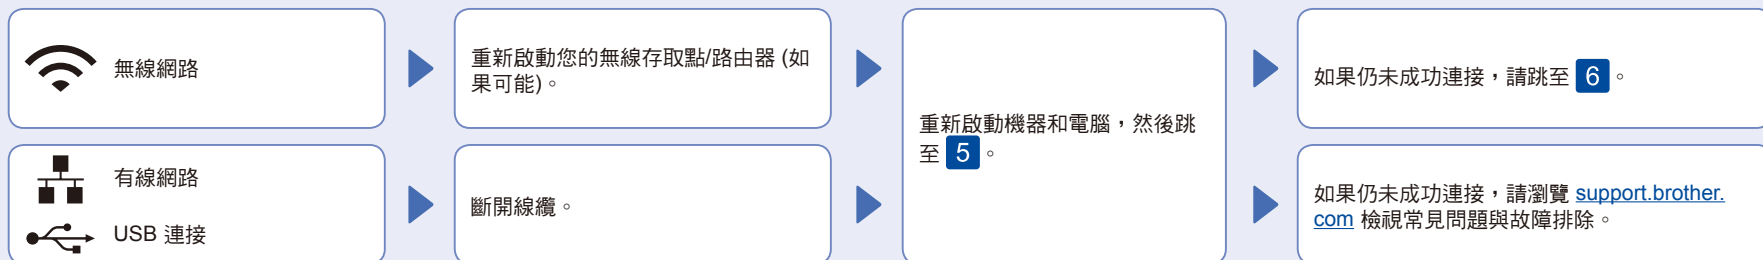 無線網路
重新啟動您的無線存取點/路由器 (如
果可能)。
重新啟動機器和電腦，然後跳
至 5 。
如果仍未成功連接，請跳至 6 。
有線網路
USB 連接
斷開線纜。
如果仍未成功連接，請瀏覽 support.brother.
com 檢視常見問題與故障排除。